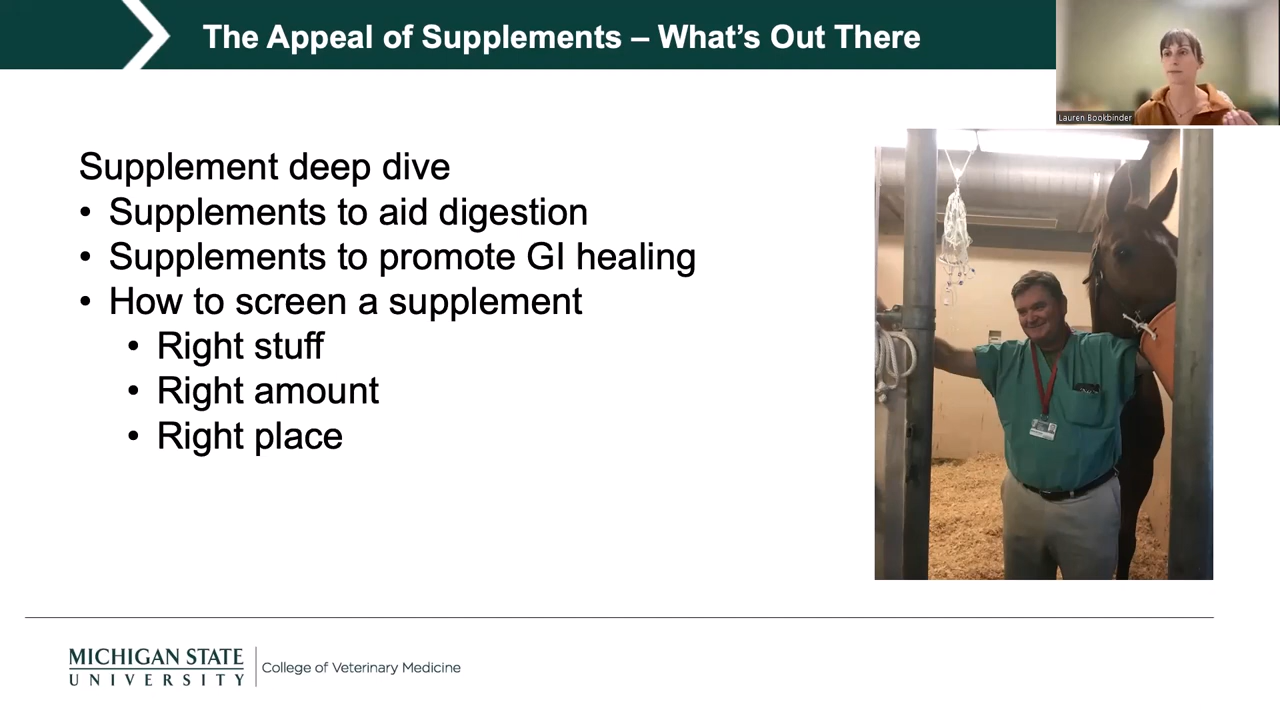 The Appeal of Supplements – What's Out There
Lauren Bookbinder
Supplement deep dive
• Supplements to aid digestion
• Supplements to promote GI healing
• How to screen a supplement
• Right stuff
• Right amount
• Right place
MICHIGAN STATE
UNIVERSITY
College of Veterinary Medicine